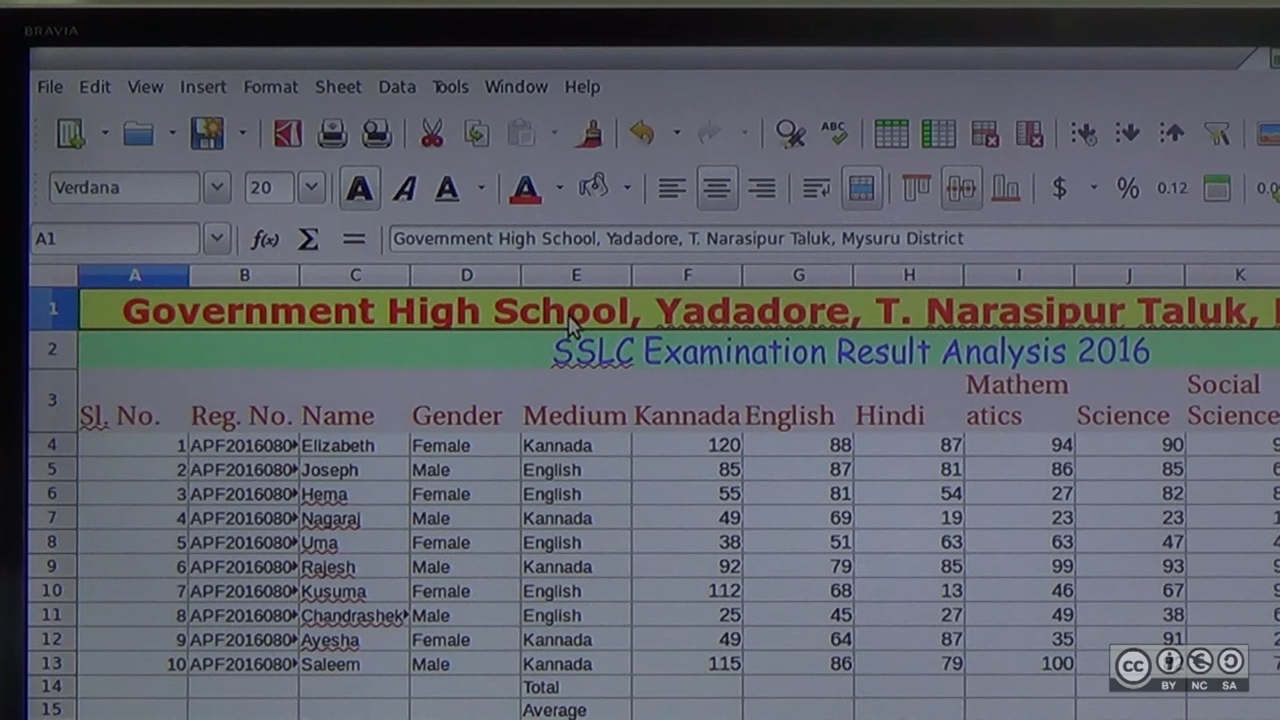 BRAVIA
File Edit View Insert Format Sheet Data Tools Window Help
ABC
Verdana 20 A A A A $ % 0.12
A1 f(x) Σ = Government High School, Yadadore, T. Narasipur Taluk, Mysuru District
A B C D E F G H I J K
1 Government High School, Yadadore, T. Narasipur Taluk,
2 SSLC Examination Result Analysis 2016
3 Sl. No. Reg. No. Name Gender Medium Kannada English Hindi Mathem Science Social
atics Science
4 1 APF2016080 Elizabeth Female Kannada 120 88 87 94 90
5 2 APF2016080 Joseph Male English 85 87 81 86 85
6 3 APF2016080 Hema Female English 55 81 54 27 82
7 4 APF2016080 Nagaraj Male Kannada 49 69 19 23 23
8 5 APF2016080 Uma Female English 38 51 63 63 47
9 6 APF2016080 Rajesh Male Kannada 92 79 85 99 93
10 7 APF2016080 Kusuma Female English 112 68 13 46 67
11 8 APF2016080 Chandrashek Male English 25 45 27 49 38
12 9 APF2016080 Ayesha Female Kannada 49 64 87 35 91
13 10 APF2016080 Saleem Male Kannada 115 86 79 100
14 Total
15 Average
cc BY NC SA